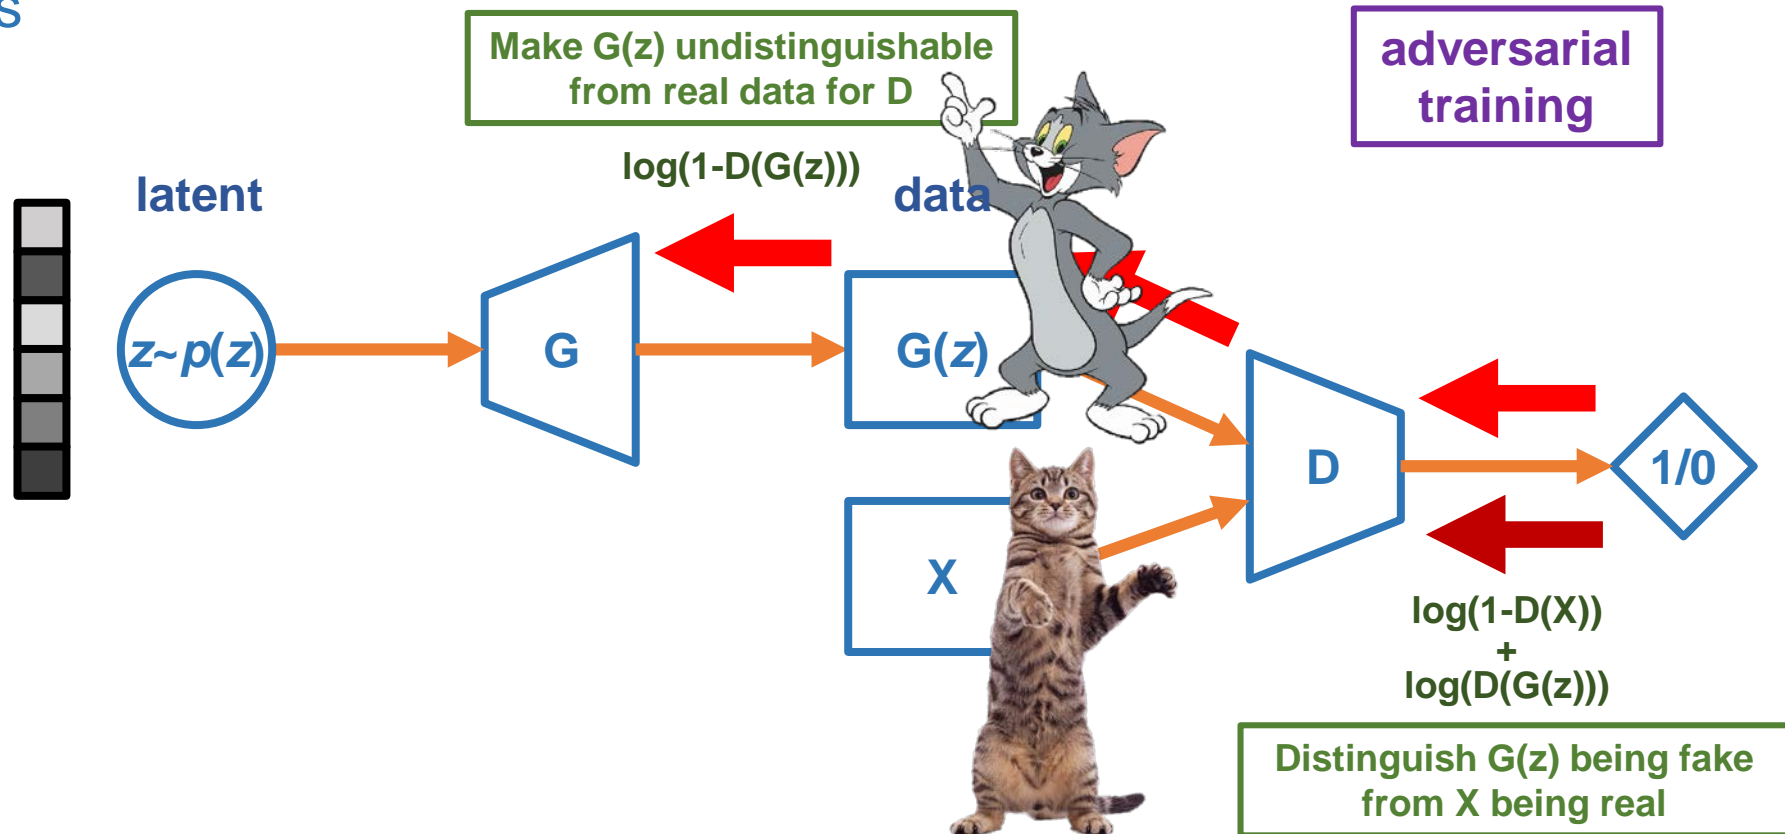 s
Make G(z) undistinguishable
from real data for D
adversarial
training
log(1-D(G(z)))
latent
data
z~p(z)
G
G(z)
D
1/0
X
log(1-D(X))
+
log(D(G(z)))
Distinguish G(z) being fake
from X being real